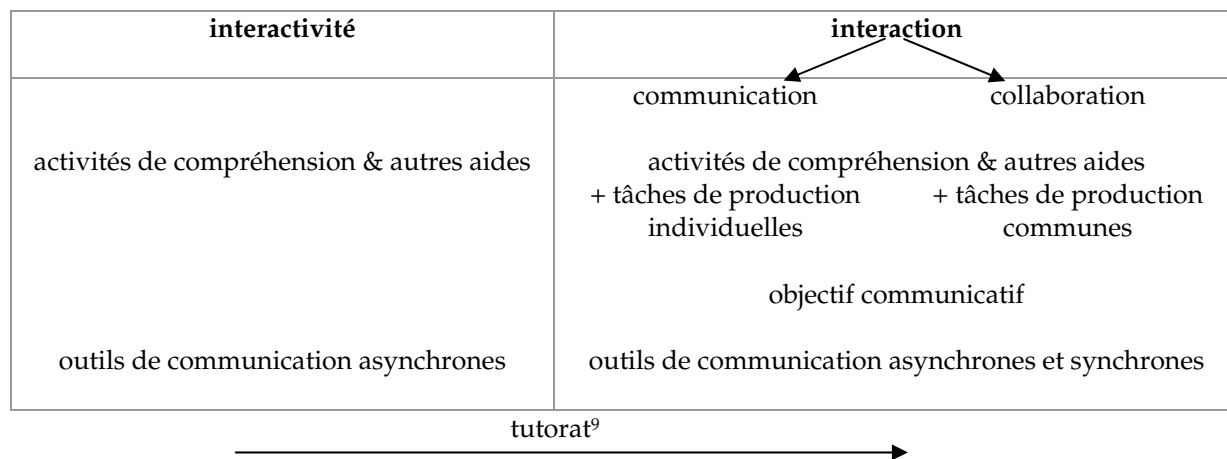 interactivité
interaction
communication
collaboration
activités de compréhension & autres aides
activités de compréhension & autres aides
+ tâches de production
individuelles
+ tâches de production
communes
objectif communicatif
outils de communication asynchrones
outils de communication asynchrones et synchrones
tutorat⁹